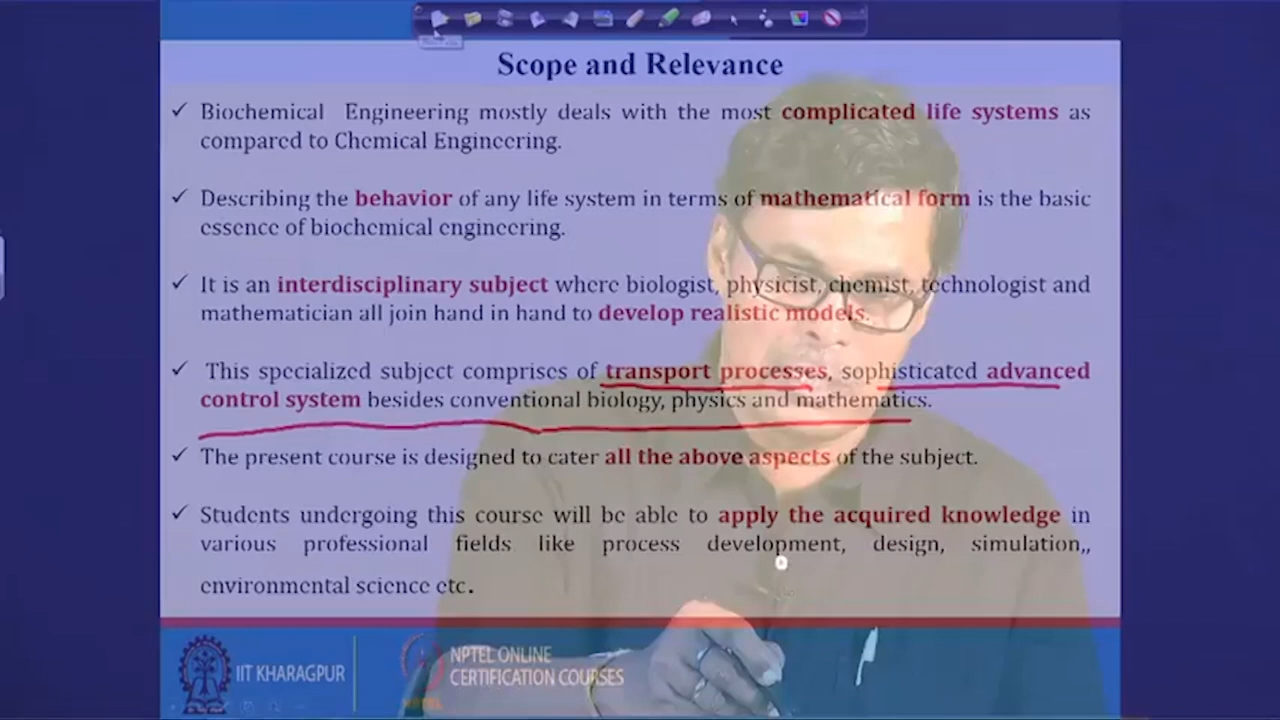 Scope and Relevance
✓ Biochemical Engineering mostly deals with the most complicated life systems as
compared to Chemical Engineering.
✓ Describing the behavior of any life system in terms of mathematical form is the basic
essence of biochemical engineering.
✓ It is an interdisciplinary subject where biologist, physicist, chemist, technologist and
mathematician all join hand in hand to develop realistic models.
✓ This specialized subject comprises of transport processes, sophisticated advanced
control system besides conventional biology, physics and mathematics.
✓ The present course is designed to cater all the above aspects of the subject.
✓ Students undergoing this course will be able to apply the acquired knowledge in
various professional fields like process development, design, simulation,,
environmental science etc.
IIT KHARAGPUR
NPTEL ONLINE
CERTIFICATION COURSES